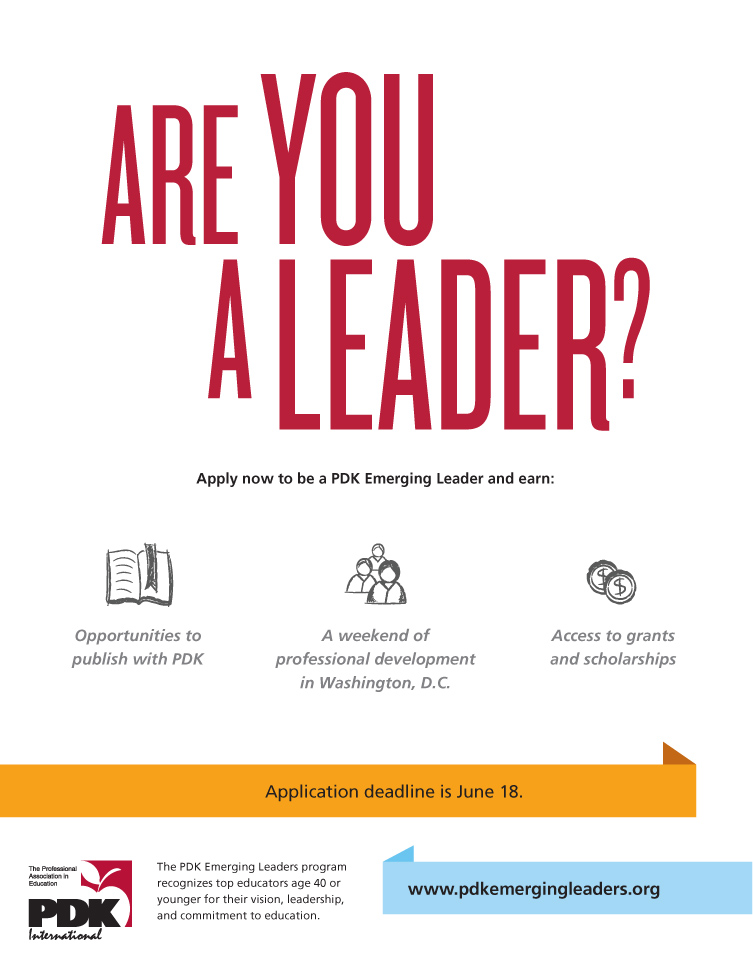 ARE YOU
A LEADER?
Apply now to be a PDK Emerging Leader and earn:
Opportunities to
publish with PDK
A weekend of
professional development
in Washington, D.C.
Access to grants
and scholarships
Application deadline is June 18.
The Professional
Association in
Education
PDK
International
The PDK Emerging Leaders program
recognizes top educators age 40 or
younger for their vision, leadership,
and commitment to education.
www.pdkemergingleaders.org